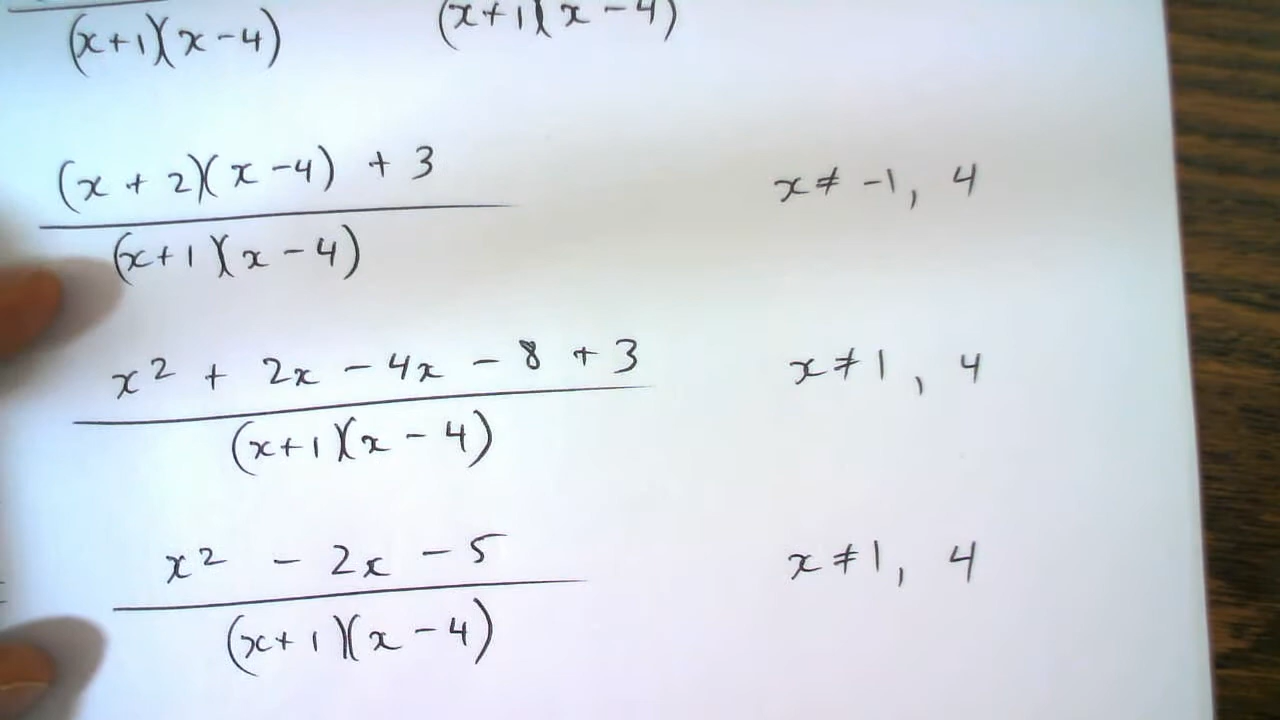 (x+1)(x-4) (x+1)(x-4)
(x + 2)(x -4) + 3 x ≠ -1, 4
(x+1)(x - 4)
x² + 2x - 4x - 8 + 3 x ≠ 1, 4
(x+1)(x - 4)
x² - 2x - 5 x ≠ 1, 4
(x+1)(x - 4)